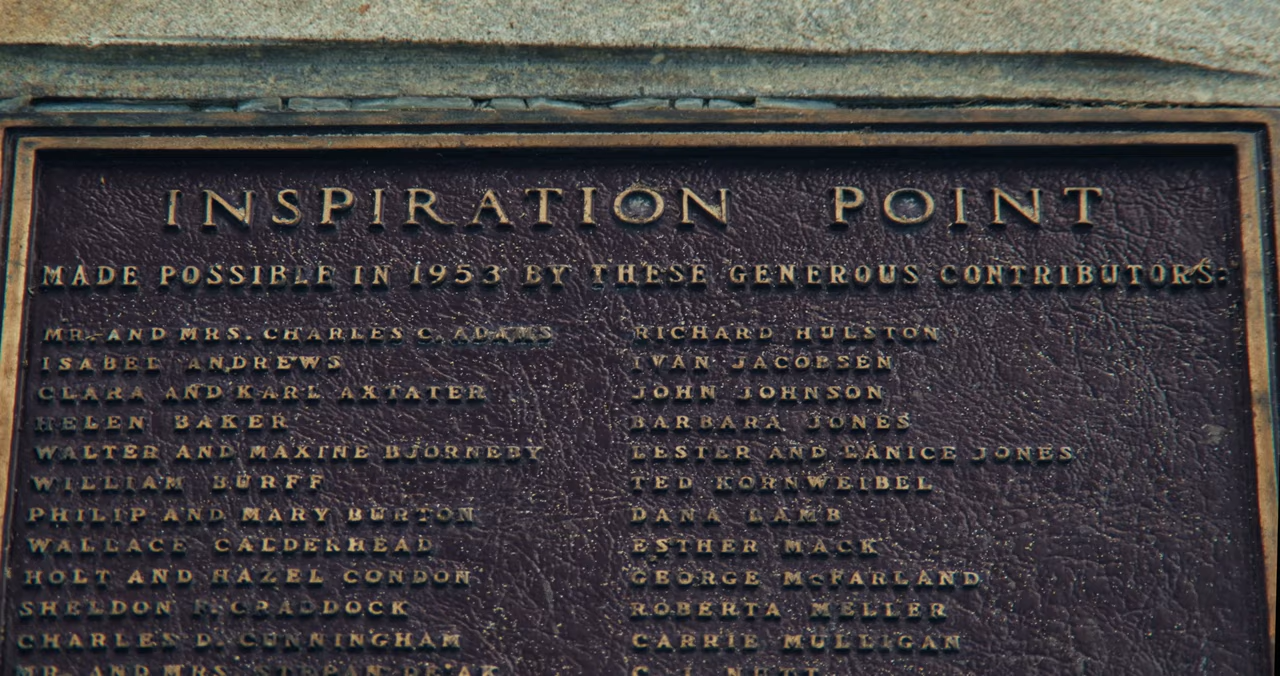 INSPIRATION POINT
MADE POSSIBLE IN 1953 BY THESE GENEROUS CONTRIBUTORS:
MR. AND MRS. CHARLES C. ADAMS
ISABEL ANDREWS
CLARA AND KARL AXTATER
HELEN BAKER
WALTER AND MAXINE BJORNEBY
WILLIAM BURFF
PHILIP AND MARY BURTON
WALLACE CALDERHEAD
HOLT AND HAZEL CONDON
SHELDON F. CRADDOCK
CHARLES D. CUNNINGHAM
MR. AND MRS.
RICHARD HULSTON
IVAN JACOBSEN
JOHN JOHNSON
BARBARA JONES
LESTER AND JONES
TED KORNWEIBEL
DANA LAMB
ESTHER MACK
GEORGE McFARLAND
ROBERTA MELLER
CARRIE MULLIGAN